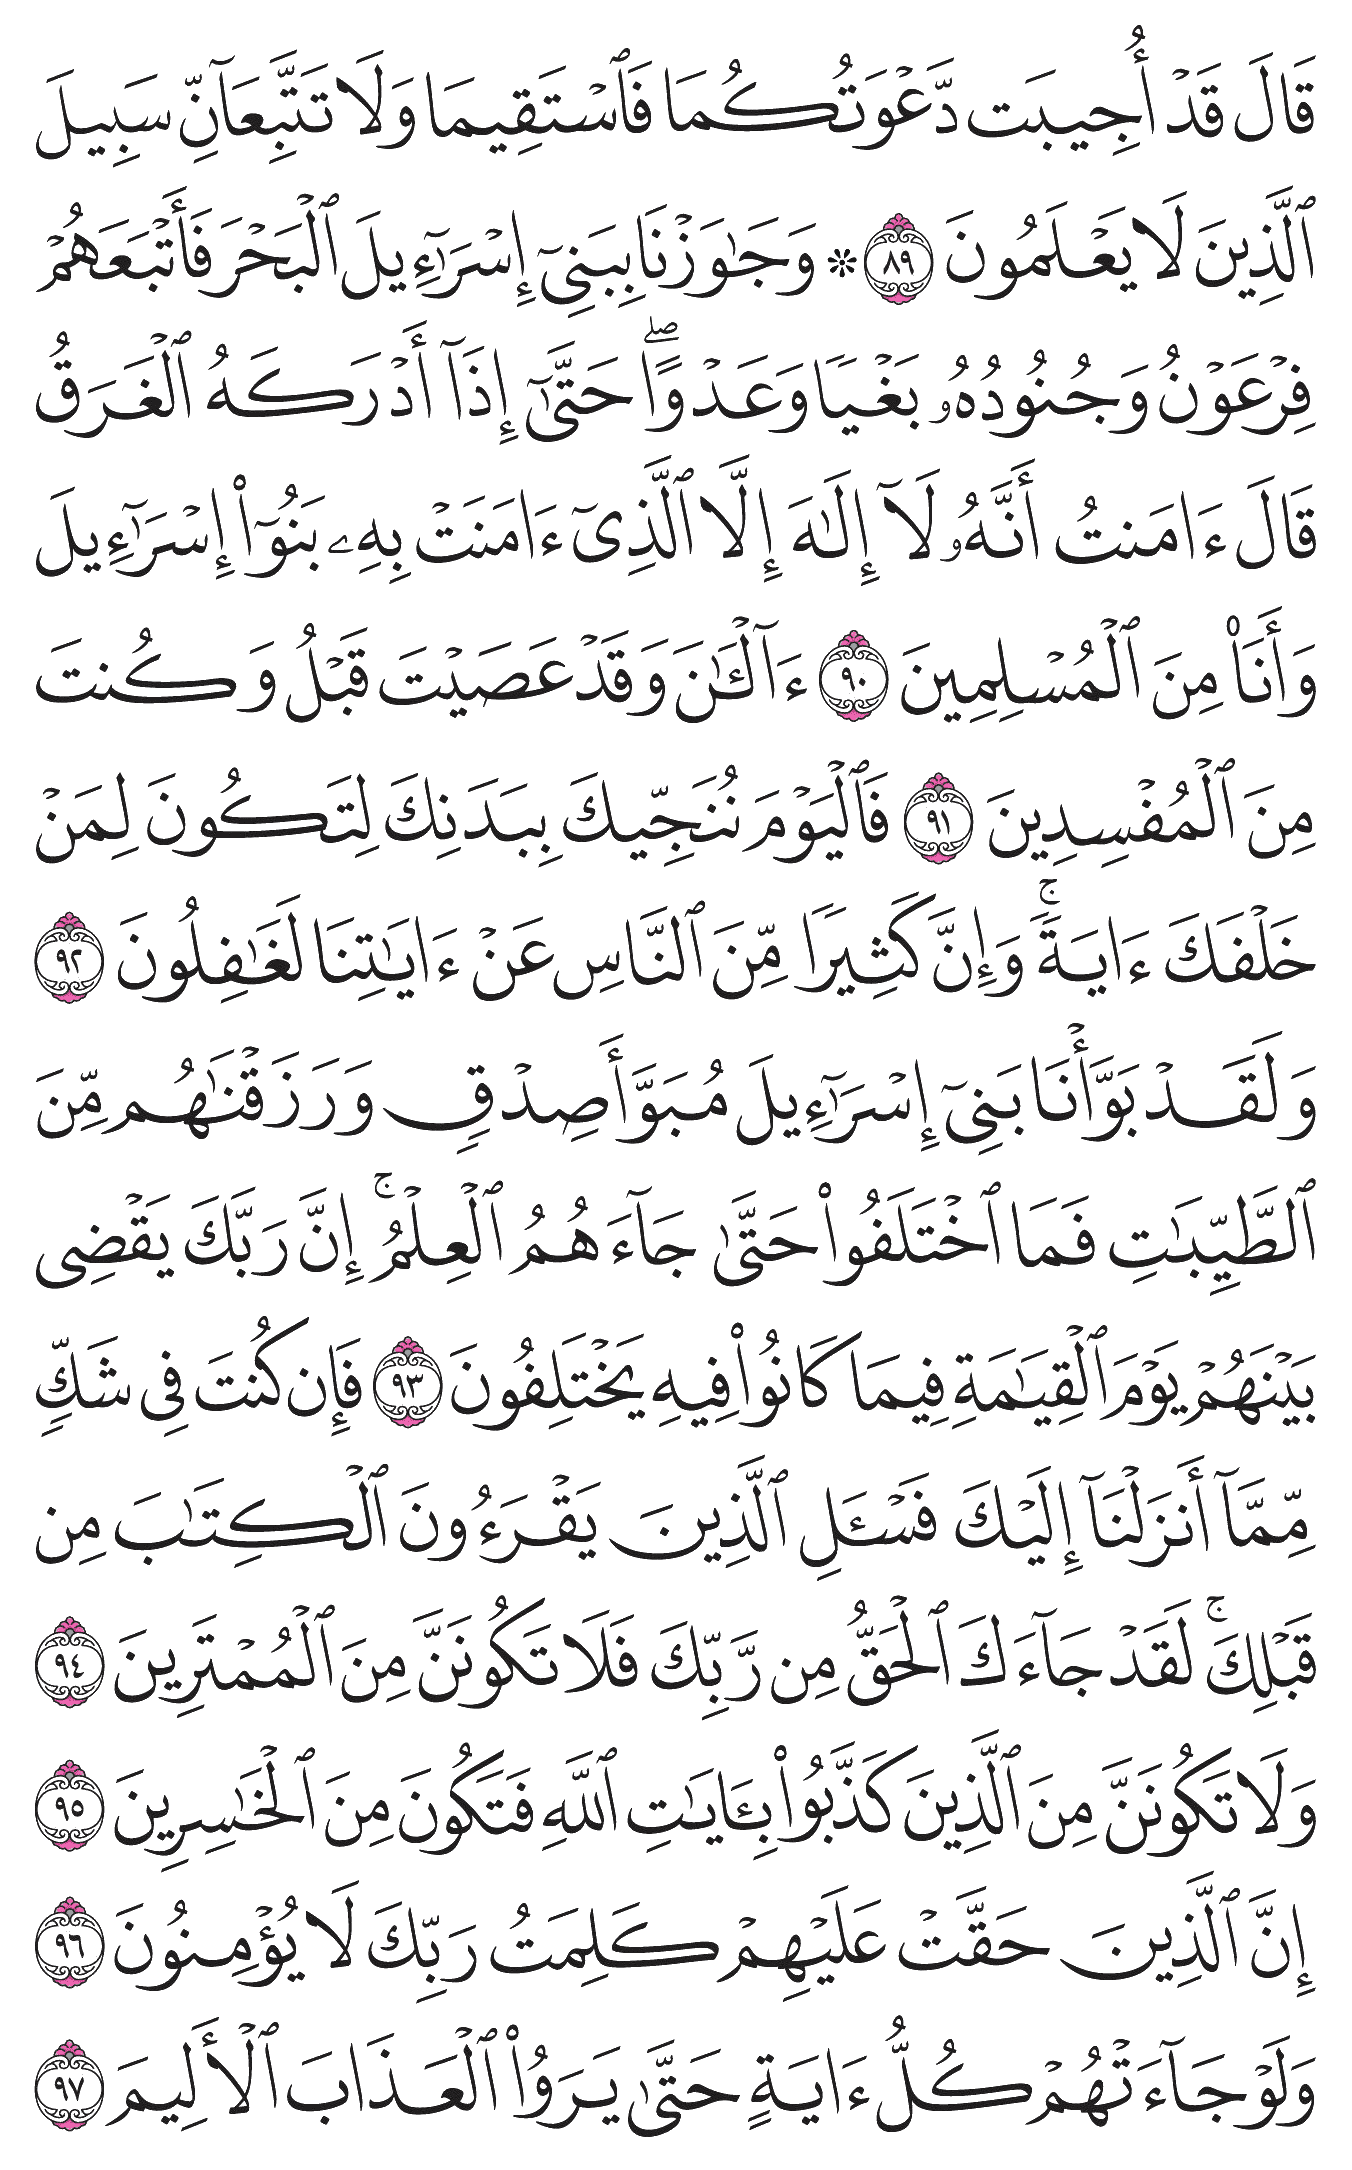 قَالَ قَدۡ أُجِيبَت دَّعۡوَتُكُمَا فَٱسۡتَقِيمَا وَلَا تَتَّبِعَآنِّ سَبِيلَ
ٱلَّذِينَ لَا يَعۡلَمُونَ ٨٩ ۞ وَجَٰوَزۡنَا بِبَنِيٓ إِسۡرَٰٓءِيلَ ٱلۡبَحۡرَ فَأَتۡبَعَهُمۡ
فِرۡعَوۡنُ وَجُنُودُهُۥ بَغۡيٗا وَعَدۡوًاۖ حَتَّىٰٓ إِذَآ أَدۡرَكَهُ ٱلۡغَرَقُ
قَالَ ءَامَنتُ أَنَّهُۥ لَآ إِلَٰهَ إِلَّا ٱلَّذِيٓ ءَامَنَتۡ بِهِۦ بَنُوٓاْ إِسۡرَٰٓءِيلَ
وَأَنَا۠ مِنَ ٱلۡمُسۡلِمِينَ ٩٠ ءَآلۡـَٰٔنَ وَقَدۡ عَصَيۡتَ قَبۡلُ وَكُنتَ
مِنَ ٱلۡمُفۡسِدِينَ ٩١ فَٱلۡيَوۡمَ نُنَجِّيكَ بِبَدَنِكَ لِتَكُونَ لِمَنۡ
خَلۡفَكَ ءَايَةٗۚ وَإِنَّ كَثِيرٗا مِّنَ ٱلنَّاسِ عَنۡ ءَايَٰتِنَا لَغَٰفِلُونَ ٩٢
وَلَقَدۡ بَوَّأۡنَا بَنِيٓ إِسۡرَٰٓءِيلَ مُبَوَّأَ صِدۡقٖ وَرَزَقۡنَٰهُم مِّنَ
ٱلطَّيِّبَٰتِ فَمَا ٱخۡتَلَفُواْ حَتَّىٰ جَآءَهُمُ ٱلۡعِلۡمُۚ إِنَّ رَبَّكَ يَقۡضِي
بَيۡنَهُمۡ يَوۡمَ ٱلۡقِيَٰمَةِ فِيمَا كَانُواْ فِيهِ يَخۡتَلِفُونَ ٩٣ فَإِن كُنتَ فِي شَكّٖ
مِّمَّآ أَنزَلۡنَآ إِلَيۡكَ فَسۡـَٔلِ ٱلَّذِينَ يَقۡرَءُونَ ٱلۡكِتَٰبَ مِن
قَبۡلِكَۚ لَقَدۡ جَآءَكَ ٱلۡحَقُّ مِن رَّبِّكَ فَلَا تَكُونَنَّ مِنَ ٱلۡمُمۡتَرِينَ ٩٤
وَلَا تَكُونَنَّ مِنَ ٱلَّذِينَ كَذَّبُواْ بِـَٔايَٰتِ ٱللَّهِ فَتَكُونَ مِنَ ٱلۡخَٰسِرِينَ ٩٥
إِنَّ ٱلَّذِينَ حَقَّتۡ عَلَيۡهِمۡ كَلِمَتُ رَبِّكَ لَا يُؤۡمِنُونَ ٩٦
وَلَوۡ جَآءَتۡهُمۡ كُلُّ ءَايَةٍ حَتَّىٰ يَرَوُاْ ٱلۡعَذَابَ ٱلۡأَلِيمَ ٩٧